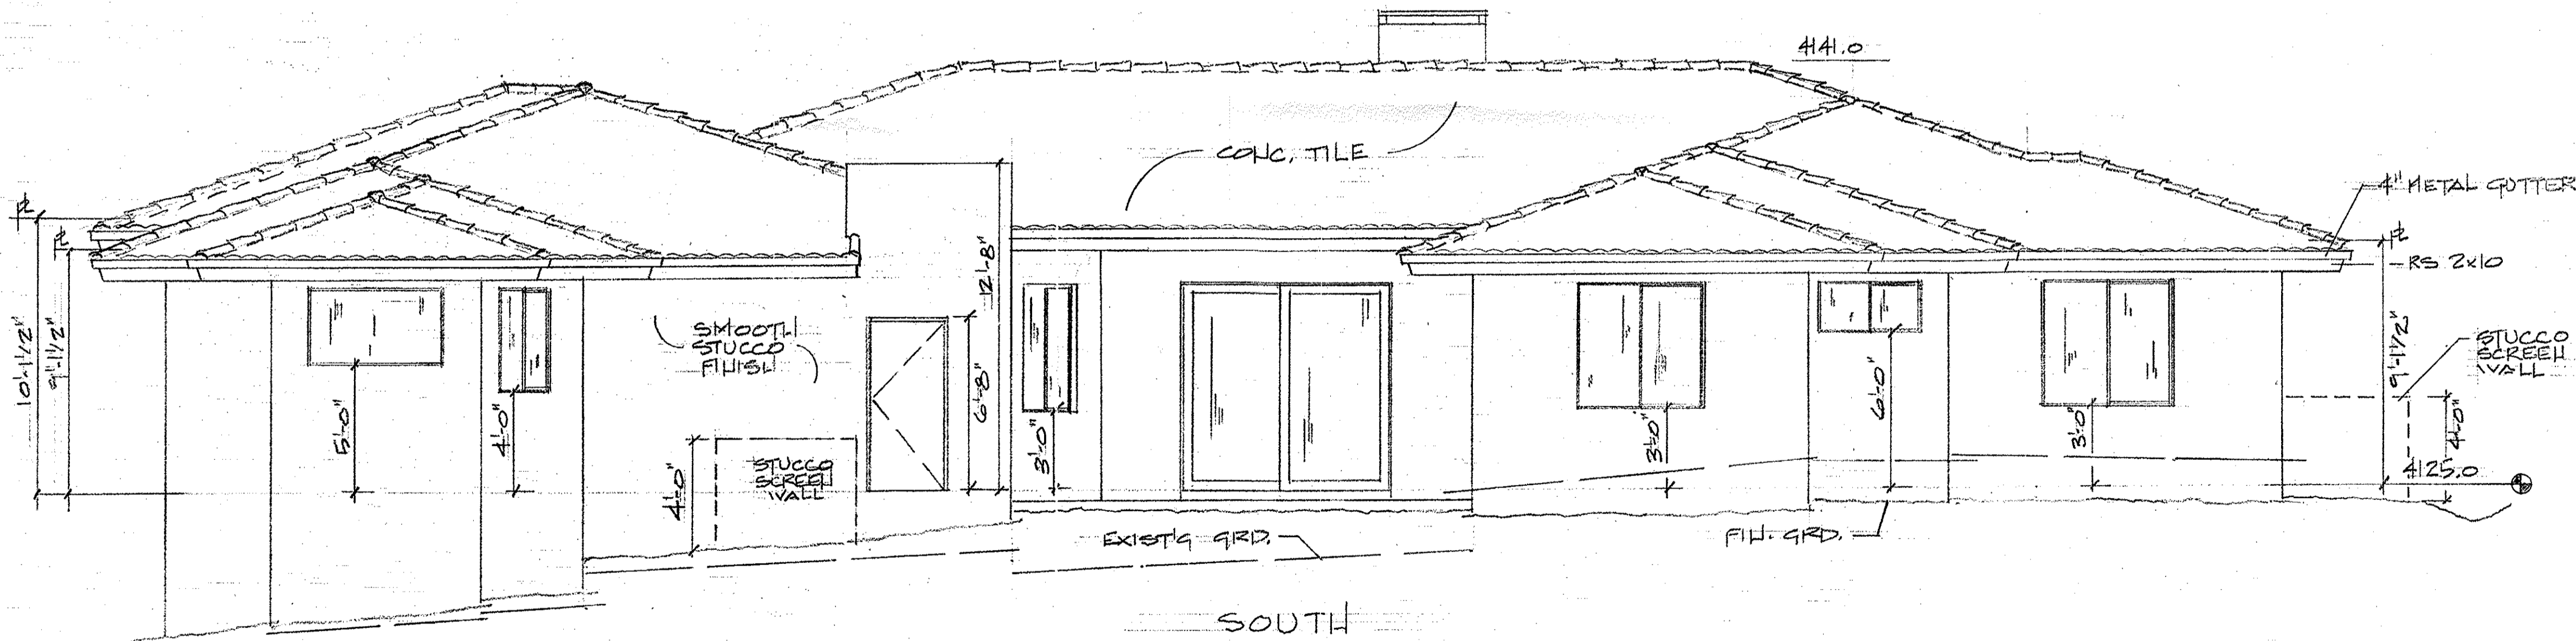 4141.0
CONC. TILE
4" METAL GUTTER
RS 2x10
PL
PL
PL
10'-1 1/2"
9'-1 1/2"
12'-8"
9'-1 1/2"
SMOOTH
STUCCO
FINISH
STUCCO
SCREEN
WALL
5'-0"
4'-0"
6'-8"
3'-0"
3'-0"
6'-0"
3'-0"
4'-0"
4'-0"
STUCCO
SCREEN
WALL
4125.0
EXIST'G GRD.
FIN. GRD.
SOUTH